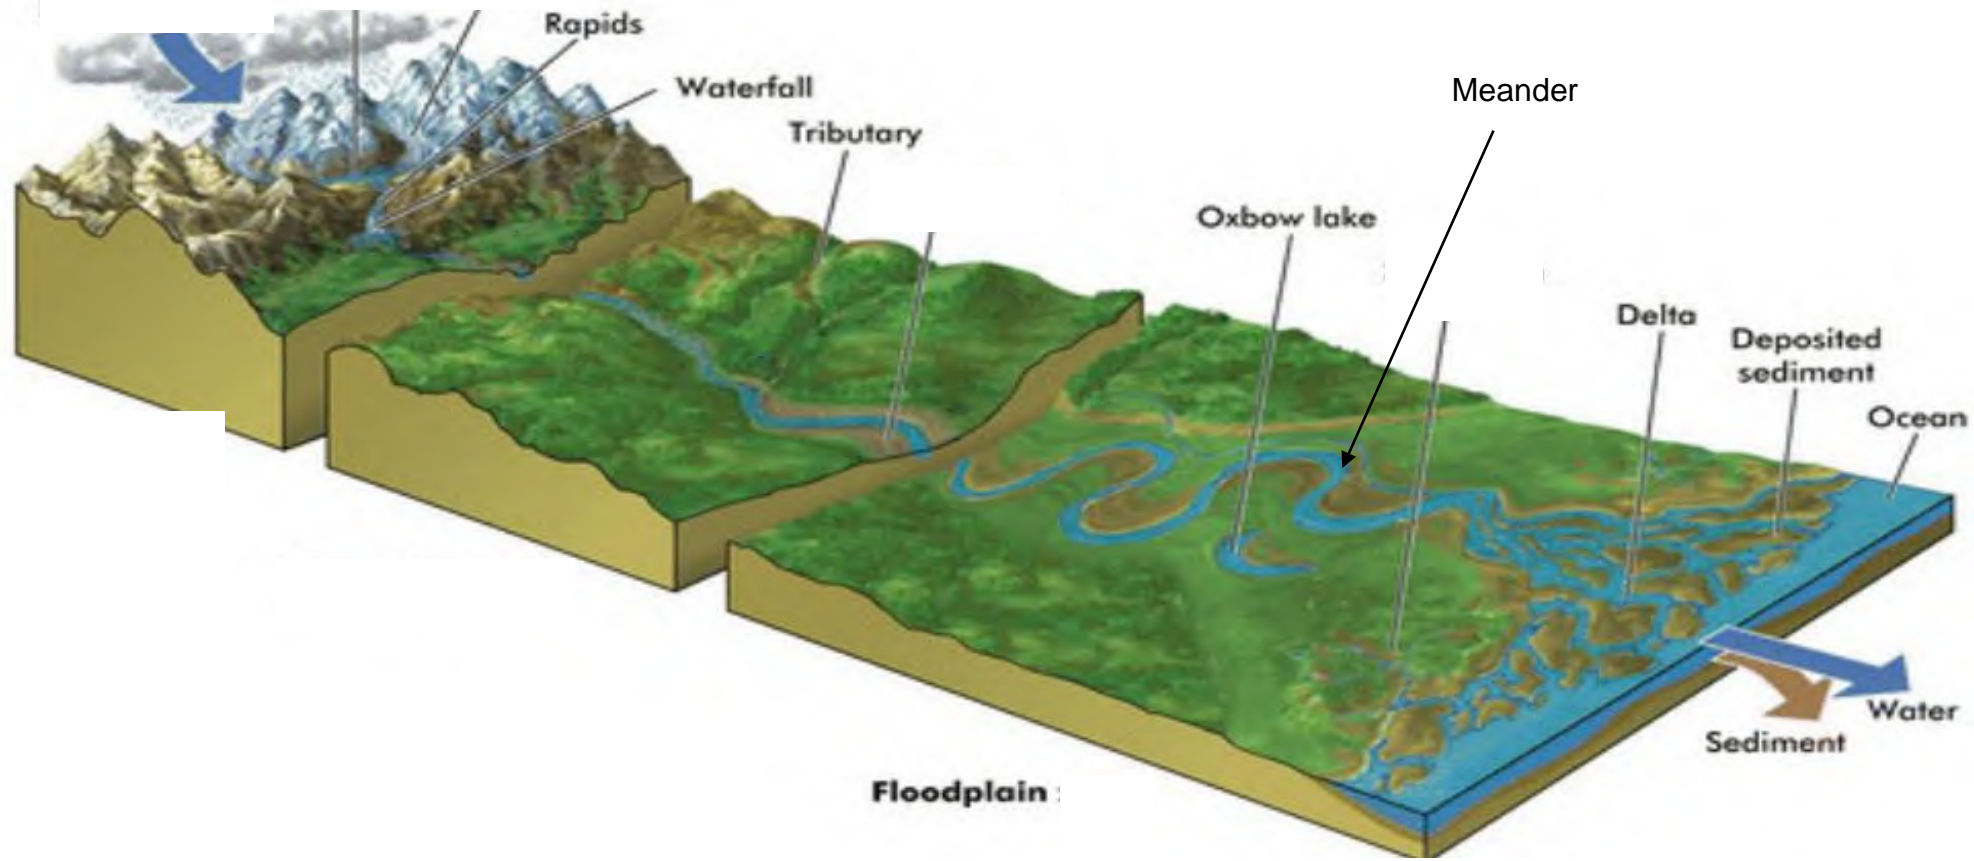 Rapids
Waterfall
Tributary
Meander
Oxbow lake
Delta
Deposited
sediment
Ocean
Water
Sediment
Floodplain